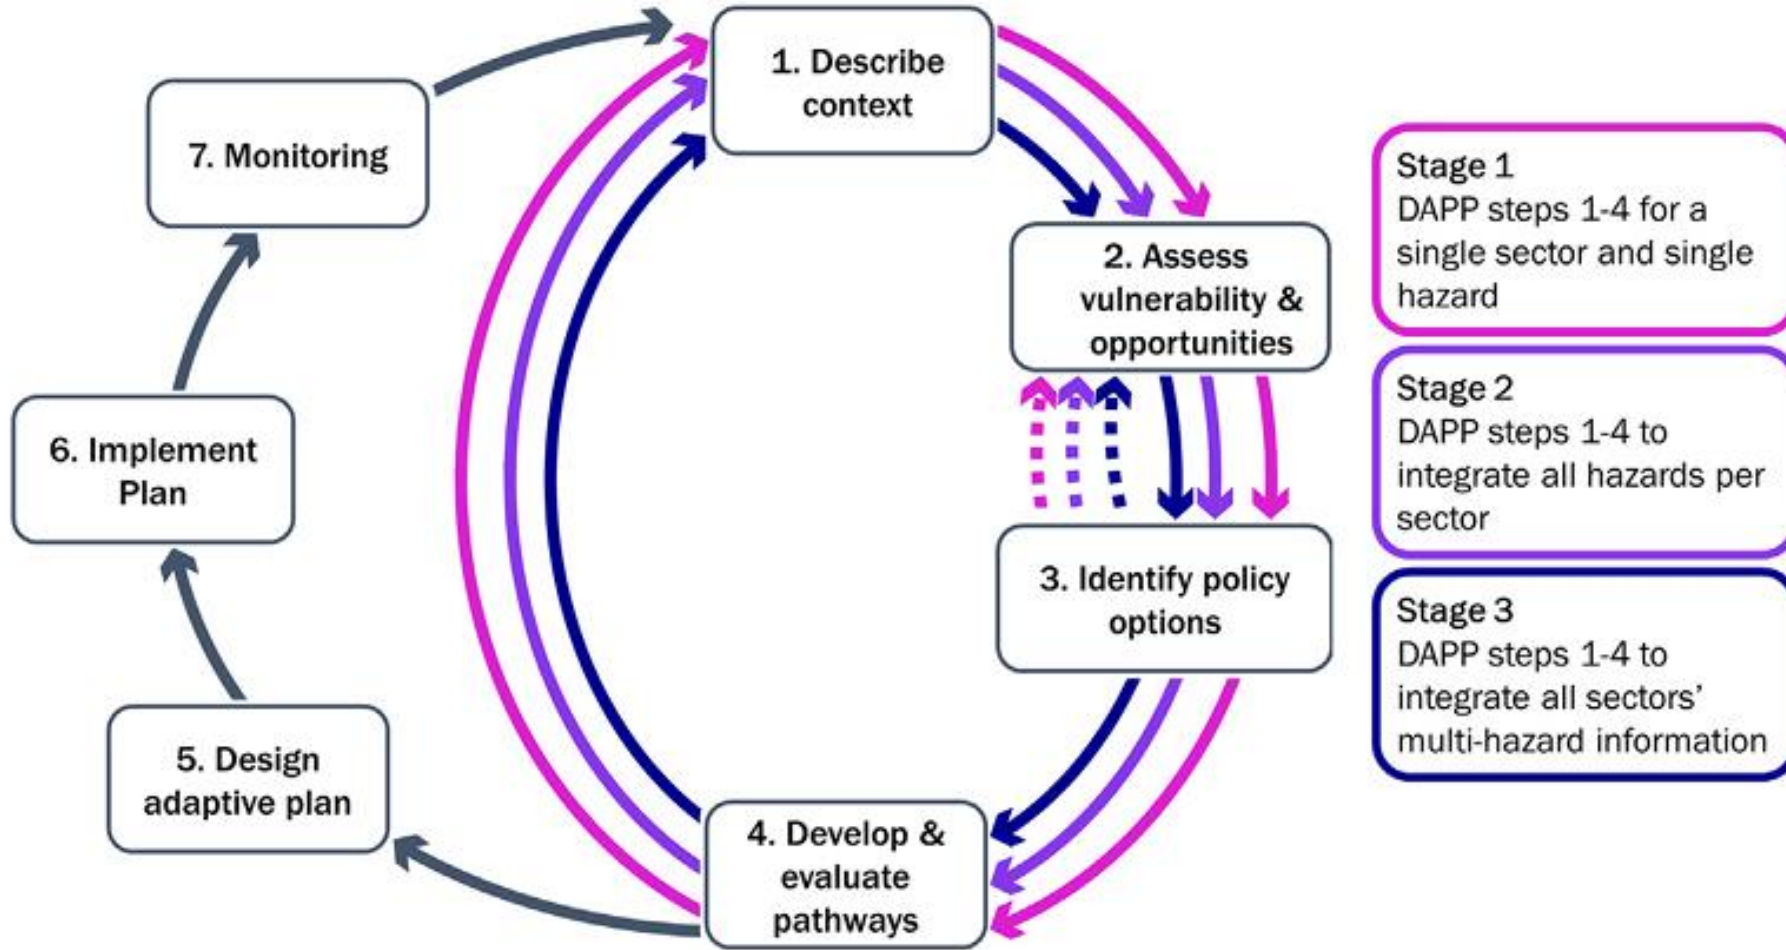 1. Describe
context
2. Assess
vulnerability &
opportunities
3. Identify policy
options
4. Develop &
evaluate
pathways
5. Design
adaptive plan
6. Implement
Plan
7. Monitoring
Stage 1
DAPP steps 1-4 for a
single sector and single
hazard
Stage 2
DAPP steps 1-4 to
integrate all hazards per
sector
Stage 3
DAPP steps 1-4 to
integrate all sectors’
multi-hazard information